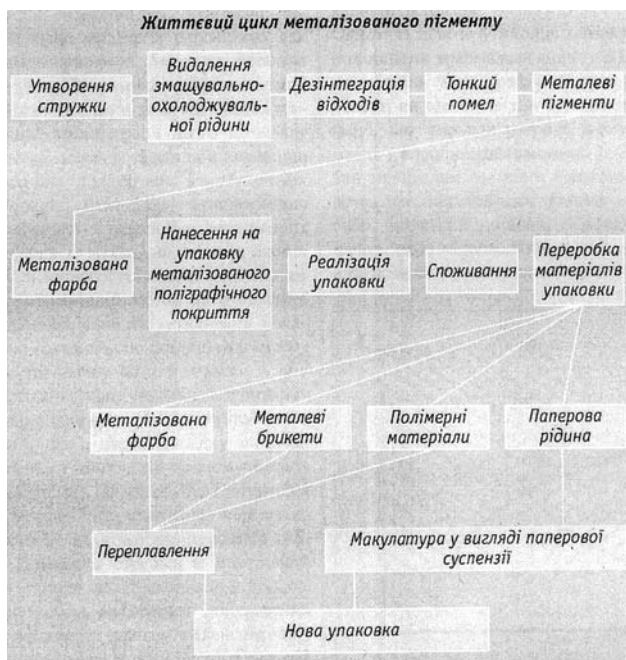 Життєвий цикл металізованого пігменту
Утворення
стружки
Видалення
змащувально-
охолоджуваль-
ної рідини
Дезінтеграція
відходів
Тонкий
помел
Металеві
пігменти
Металізована
фарба
Нанесення на
упаковку
металізованого
поліграфічного
покриття
Реалізація
упаковки
Споживання
Переробка
матеріалів
упаковки
Металізована
фарба
Металеві
брикети
Полімерні
матеріали
Паперова
рідина
Переплавлення
Макулатура у вигляді паперової
суспензії
Нова упаковка